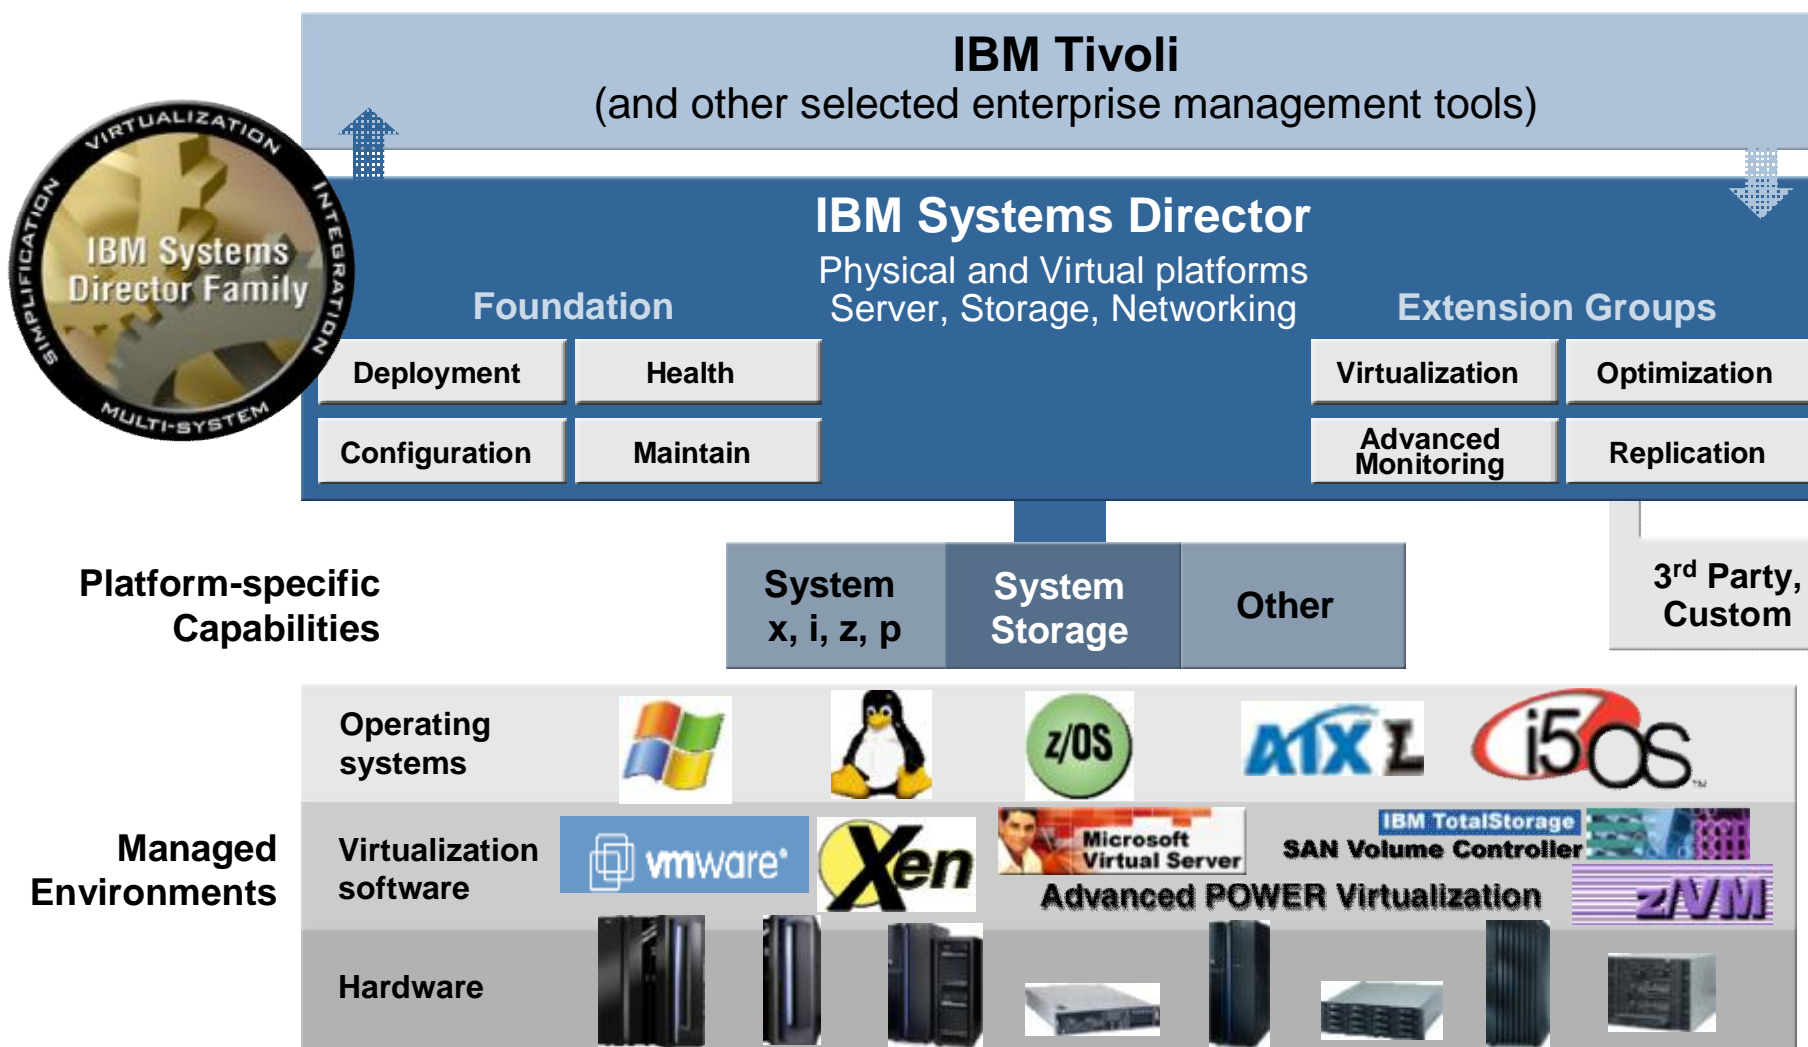 IBM Tivoli
(and other selected enterprise management tools)
VIRTUALIZATION
SIMPLIFICATION
INTEGRATION
MULTI-SYSTEM
IBM Systems
Director Family
IBM Systems Director
Physical and Virtual platforms
Server, Storage, Networking
Foundation
Extension Groups
Deployment
Health
Virtualization
Optimization
Configuration
Maintain
Advanced
Monitoring
Replication
Platform-specific
Capabilities
System
x, i, z, p
System
Storage
Other
3rd Party,
Custom
Managed
Environments
Operating
systems
z/OS
AIX L
i5/OS™
Virtualization
software
vmware®
Xen
Microsoft
Virtual Server
IBM TotalStorage
SAN Volume Controller
Advanced POWER Virtualization
z/VM
Hardware